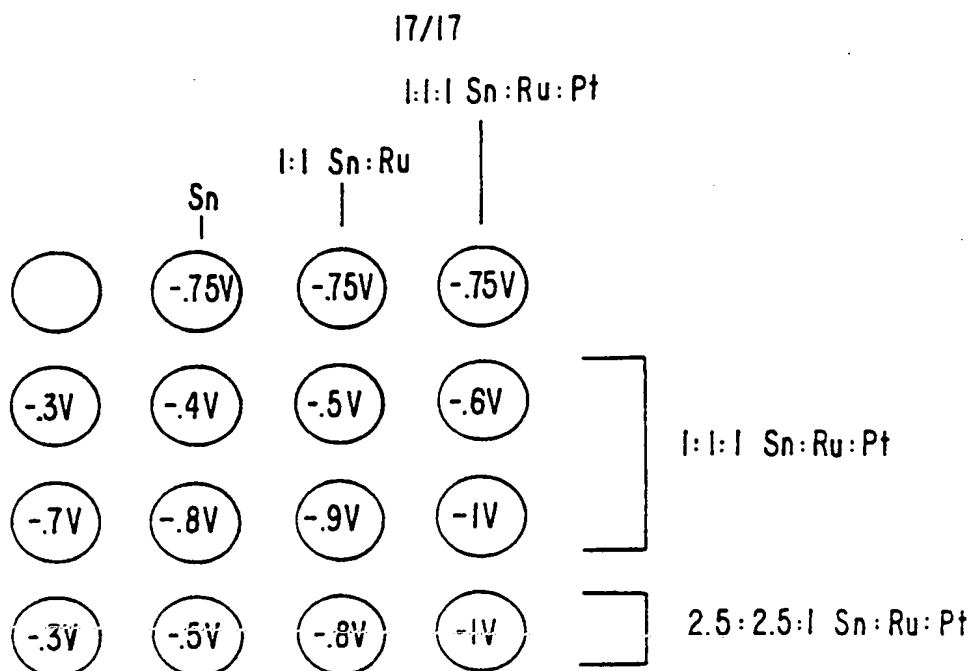 17/17
1:1:1 Sn:Ru:Pt
1:1 Sn:Ru
Sn
-.75V -.75V -.75V
-.3V -.4V -.5V -.6V
1:1:1 Sn:Ru:Pt
-.7V -.8V -.9V -1V
-.3V -.5V -.8V -1V
2.5:2.5:1 Sn:Ru:Pt